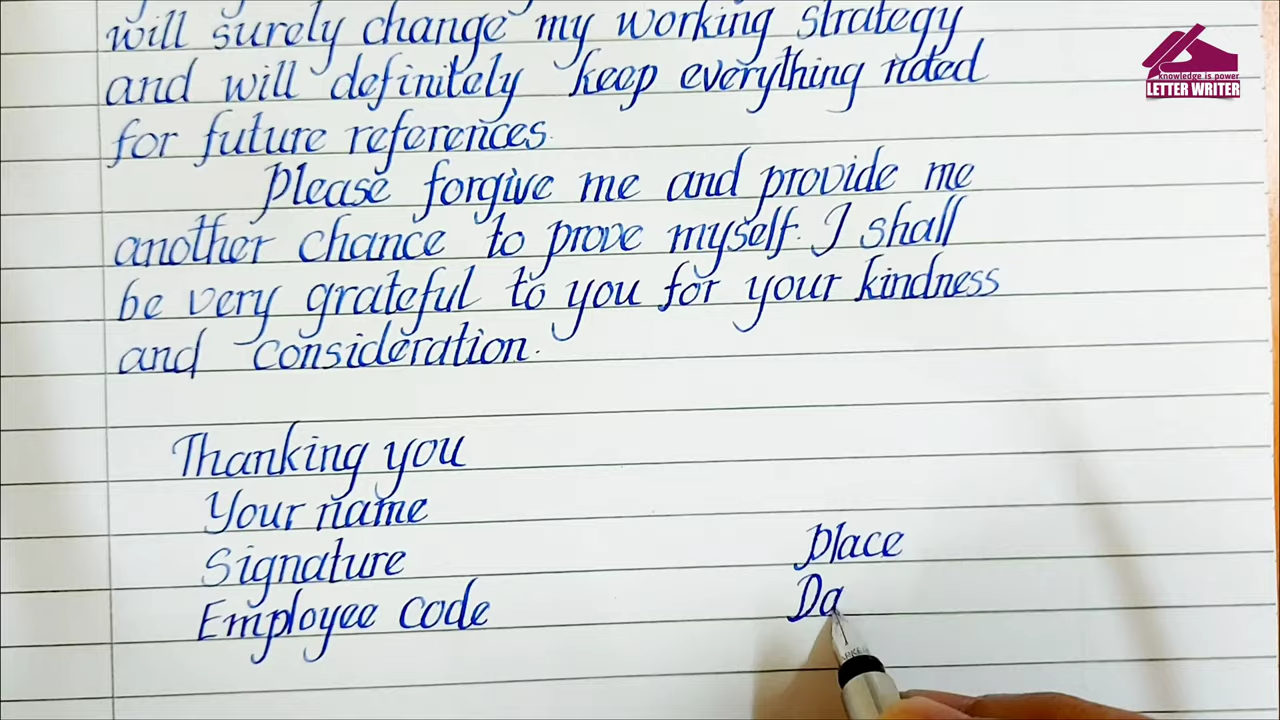 will surely change my working strategy
and will definitely keep everything noted
for future references.
Please forgive me and provide me
another chance to prove myself. I shall
be very grateful to you for your kindness
and consideration.
Thanking you
Your name
Signature
Employee code
Place
Da
knowledge is power
LETTER WRITER